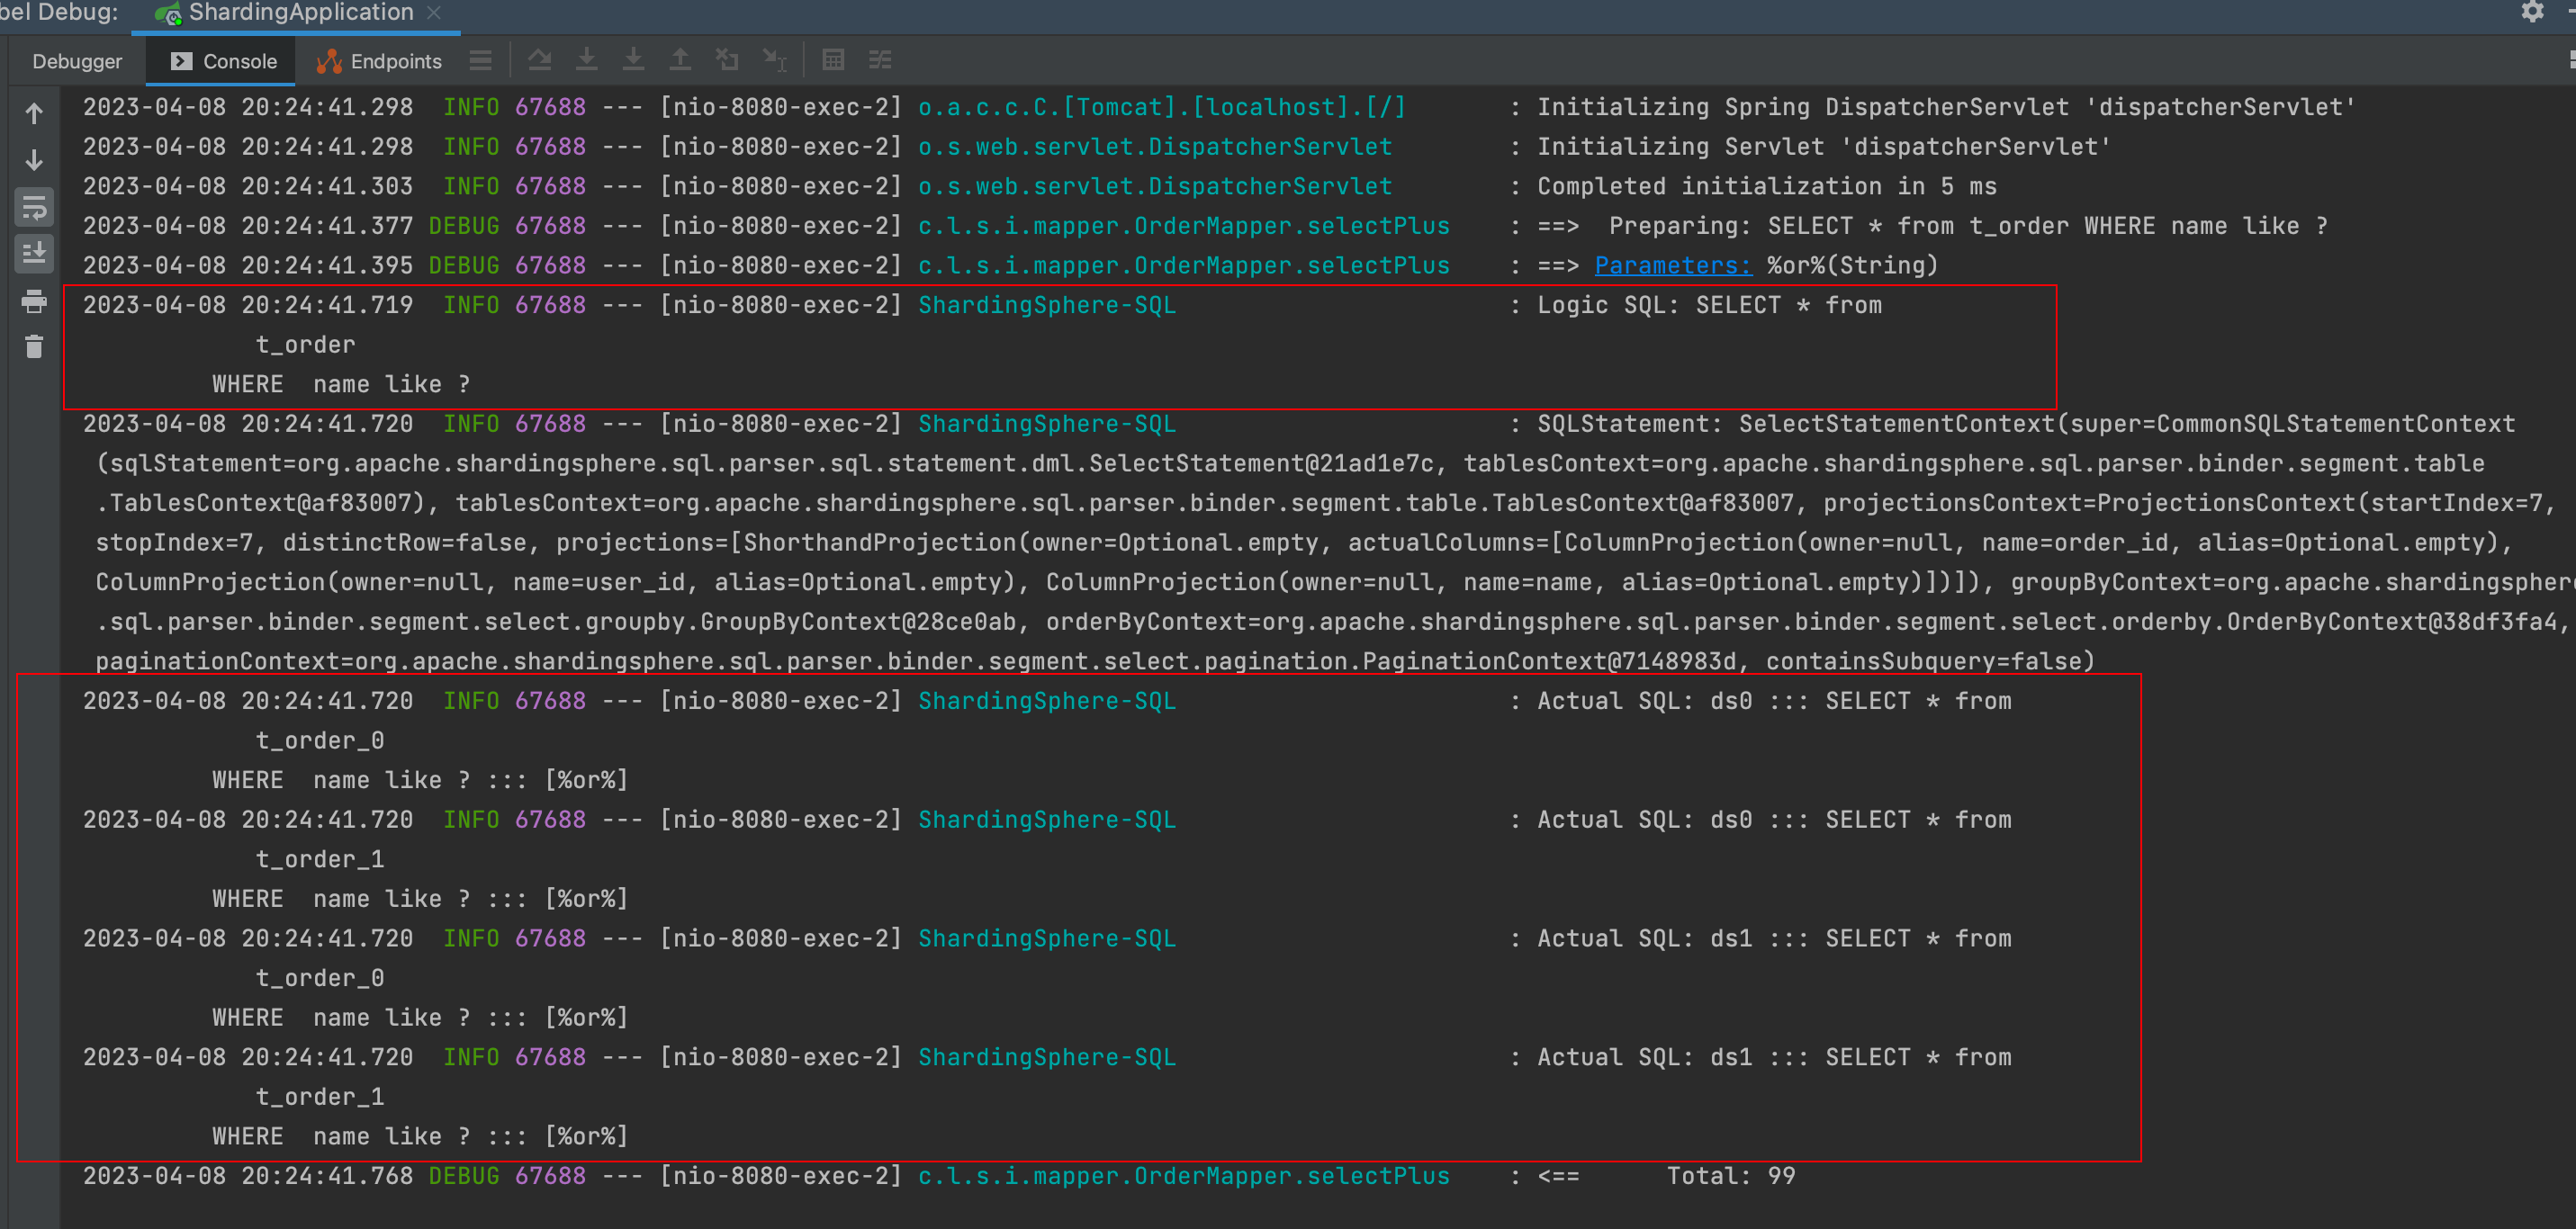 bel Debug: ShardingApplication
Debugger Console Endpoints
2023-04-08 20:24:41.298  INFO 67688 --- [nio-8080-exec-2] o.a.c.c.C.[Tomcat].[localhost].[/]       : Initializing Spring DispatcherServlet 'dispatcherServlet'
2023-04-08 20:24:41.298  INFO 67688 --- [nio-8080-exec-2] o.s.web.servlet.DispatcherServlet        : Initializing Servlet 'dispatcherServlet'
2023-04-08 20:24:41.303  INFO 67688 --- [nio-8080-exec-2] o.s.web.servlet.DispatcherServlet        : Completed initialization in 5 ms
2023-04-08 20:24:41.377 DEBUG 67688 --- [nio-8080-exec-2] c.l.s.i.mapper.OrderMapper.selectPlus    : ==>  Preparing: SELECT * from t_order WHERE name like ?
2023-04-08 20:24:41.395 DEBUG 67688 --- [nio-8080-exec-2] c.l.s.i.mapper.OrderMapper.selectPlus    : ==> Parameters: %or%(String)
2023-04-08 20:24:41.719  INFO 67688 --- [nio-8080-exec-2] ShardingSphere-SQL                       : Logic SQL: SELECT * from
t_order
WHERE  name like ?
2023-04-08 20:24:41.720  INFO 67688 --- [nio-8080-exec-2] ShardingSphere-SQL                       : SQLStatement: SelectStatementContext(super=CommonSQLStatementContext
(sqlStatement=org.apache.shardingsphere.sql.parser.sql.statement.dml.SelectStatement@21ad1e7c, tablesContext=org.apache.shardingsphere.sql.parser.binder.segment.table
.TablesContext@af83007), tablesContext=org.apache.shardingsphere.sql.parser.binder.segment.table.TablesContext@af83007, projectionsContext=ProjectionsContext(startIndex=7,
stopIndex=7, distinctRow=false, projections=[ShorthandProjection(owner=Optional.empty, actualColumns=[ColumnProjection(owner=null, name=order_id, alias=Optional.empty),
ColumnProjection(owner=null, name=user_id, alias=Optional.empty), ColumnProjection(owner=null, name=name, alias=Optional.empty)])]), groupByContext=org.apache.shardingsphere
.sql.parser.binder.segment.select.groupby.GroupByContext@28ce0ab, orderByContext=org.apache.shardingsphere.sql.parser.binder.segment.select.orderby.OrderByContext@38df3fa4,
paginationContext=org.apache.shardingsphere.sql.parser.binder.segment.select.pagination.PaginationContext@7148983d, containsSubquery=false)
2023-04-08 20:24:41.720  INFO 67688 --- [nio-8080-exec-2] ShardingSphere-SQL                       : Actual SQL: ds0 ::: SELECT * from
t_order_0
WHERE  name like ? ::: [%or%]
2023-04-08 20:24:41.720  INFO 67688 --- [nio-8080-exec-2] ShardingSphere-SQL                       : Actual SQL: ds0 ::: SELECT * from
t_order_1
WHERE  name like ? ::: [%or%]
2023-04-08 20:24:41.720  INFO 67688 --- [nio-8080-exec-2] ShardingSphere-SQL                       : Actual SQL: ds1 ::: SELECT * from
t_order_0
WHERE  name like ? ::: [%or%]
2023-04-08 20:24:41.720  INFO 67688 --- [nio-8080-exec-2] ShardingSphere-SQL                       : Actual SQL: ds1 ::: SELECT * from
t_order_1
WHERE  name like ? ::: [%or%]
2023-04-08 20:24:41.768 DEBUG 67688 --- [nio-8080-exec-2] c.l.s.i.mapper.OrderMapper.selectPlus    : <==      Total: 99